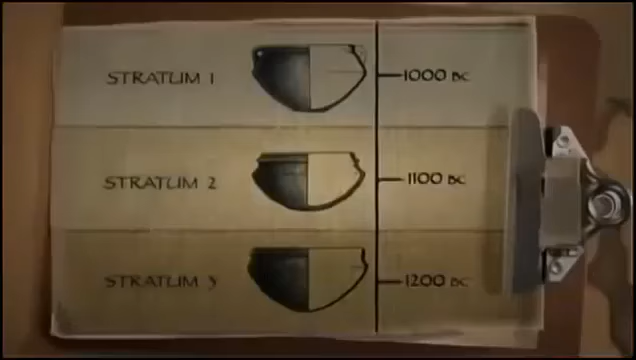 STRATUM 1
1000 BC
STRATUM 2
1100 BC
STRATUM 3
1200 BC